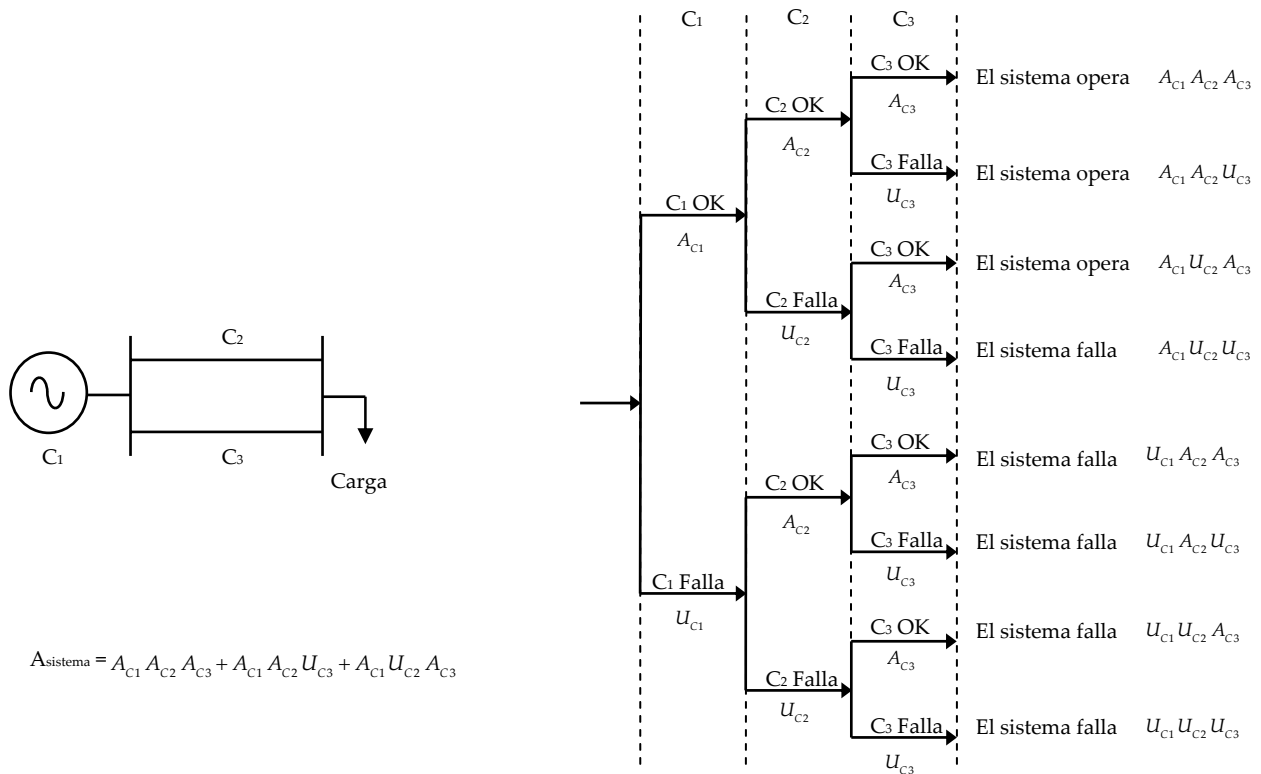 C1 C2 C3
C3 OK
El sistema opera A_C1 A_C2 A_C3
A_C3
C2 OK
A_C2
C3 Falla
El sistema opera A_C1 A_C2 U_C3
U_C3
C1 OK
A_C1
C3 OK
El sistema opera A_C1 U_C2 A_C3
A_C3
C2 Falla
U_C2
C3 Falla
El sistema falla A_C1 U_C2 U_C3
U_C3
C2
C1
C3
Carga
C3 OK
El sistema falla U_C1 A_C2 A_C3
A_C3
C2 OK
A_C2
C3 Falla
El sistema falla U_C1 A_C2 U_C3
U_C3
C1 Falla
U_C1
C3 OK
El sistema falla U_C1 U_C2 A_C3
A_C3
C2 Falla
U_C2
C3 Falla
El sistema falla U_C1 U_C2 U_C3
U_C3
Asistema = A_C1 A_C2 A_C3 + A_C1 A_C2 U_C3 + A_C1 U_C2 A_C3